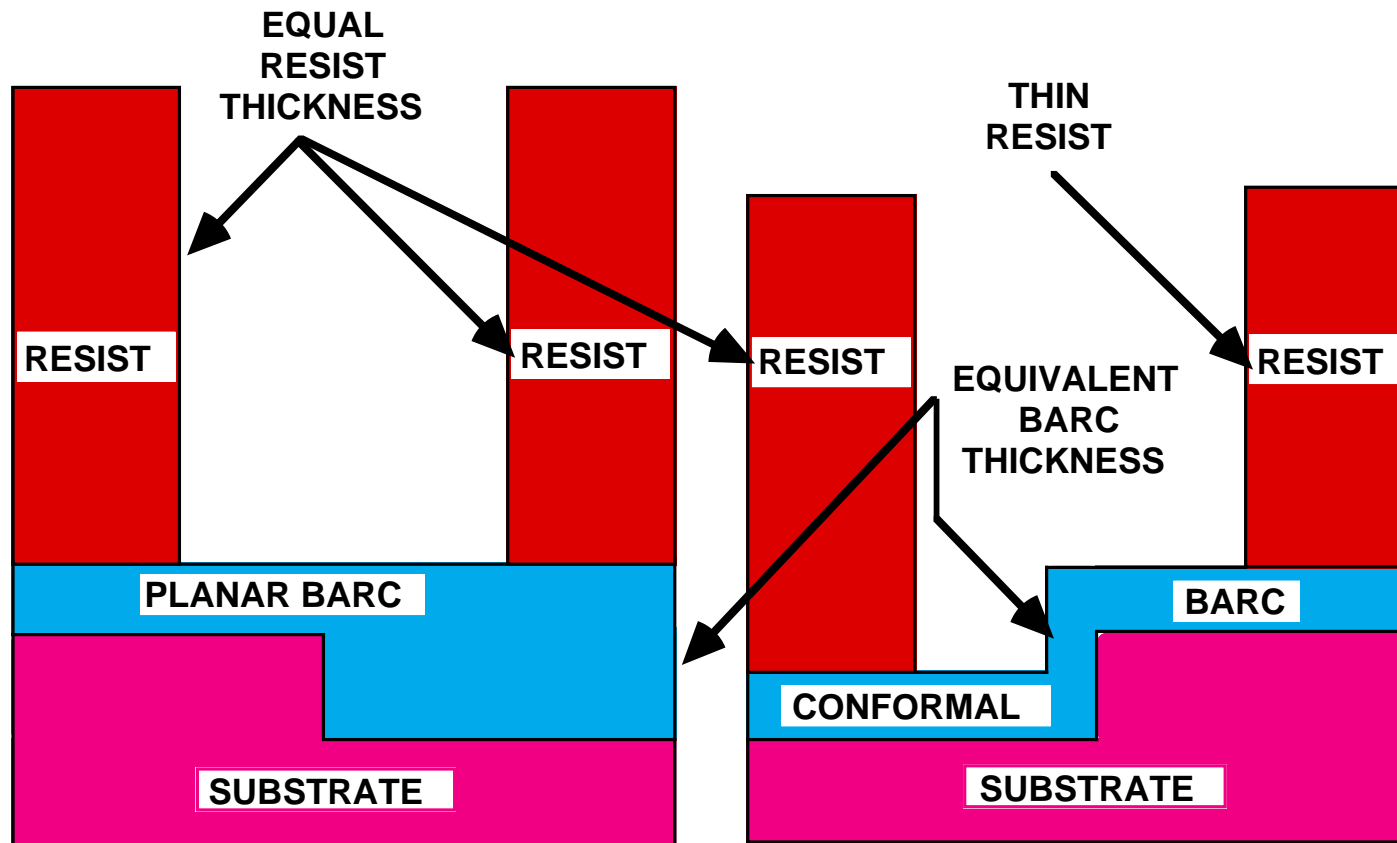 EQUAL
RESIST
THICKNESS
THIN
RESIST
RESIST
RESIST
RESIST
RESIST
EQUIVALENT
BARC
THICKNESS
PLANAR BARC
BARC
CONFORMAL
SUBSTRATE
SUBSTRATE